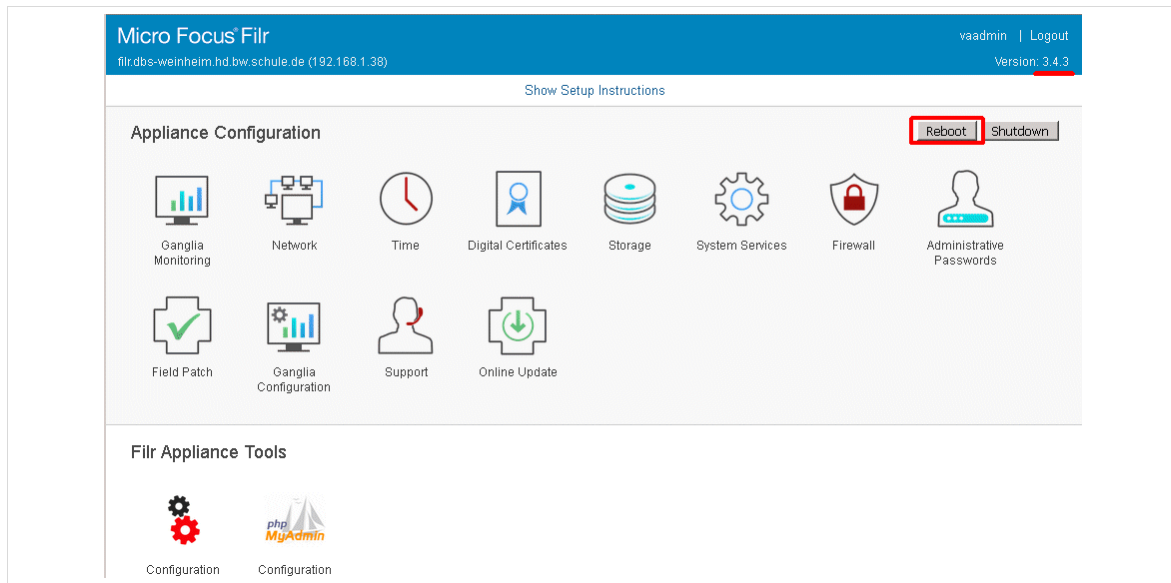 Micro Focus® Filr
vaadmin | Logout
filr.dbs-weinheim.hd.bw.schule.de (192.168.1.38)
Version: 3.4.3
Show Setup Instructions
Appliance Configuration
Reboot Shutdown
Ganglia Monitoring
Network
Time
Digital Certificates
Storage
System Services
Firewall
Administrative Passwords
Field Patch
Ganglia Configuration
Support
Online Update
Filr Appliance Tools
php
MyAdmin
Configuration Configuration